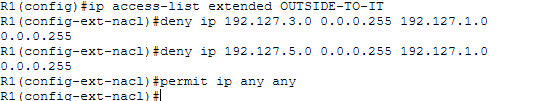 R1(config)#ip access-list extended OUTSIDE-TO-IT
R1(config-ext-nacl)#deny ip 192.127.3.0 0.0.0.255 192.127.1.0
0.0.0.255
R1(config-ext-nacl)#deny ip 192.127.5.0 0.0.0.255 192.127.1.0
0.0.0.255
R1(config-ext-nacl)#permit ip any any
R1(config-ext-nacl)#